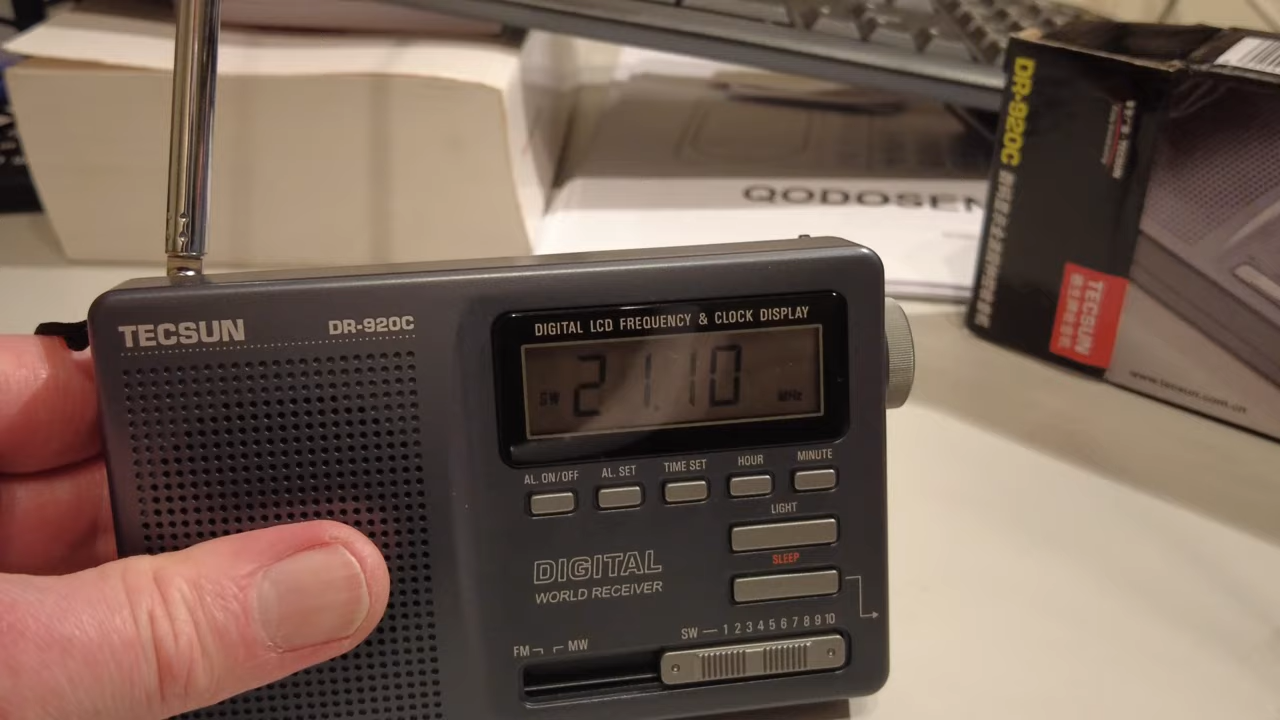 QODOSEN
DR-920C
TECSUN
TECSUN
www.tecsun.com.cn
TECSUN DR-920C
DIGITAL LCD FREQUENCY & CLOCK DISPLAY
SW 21.10 MHz
AL. ON/OFF AL. SET TIME SET HOUR MINUTE
LIGHT
SLEEP
DIGITAL
WORLD RECEIVER
SW 1 2 3 4 5 6 7 8 9 10
FM MW